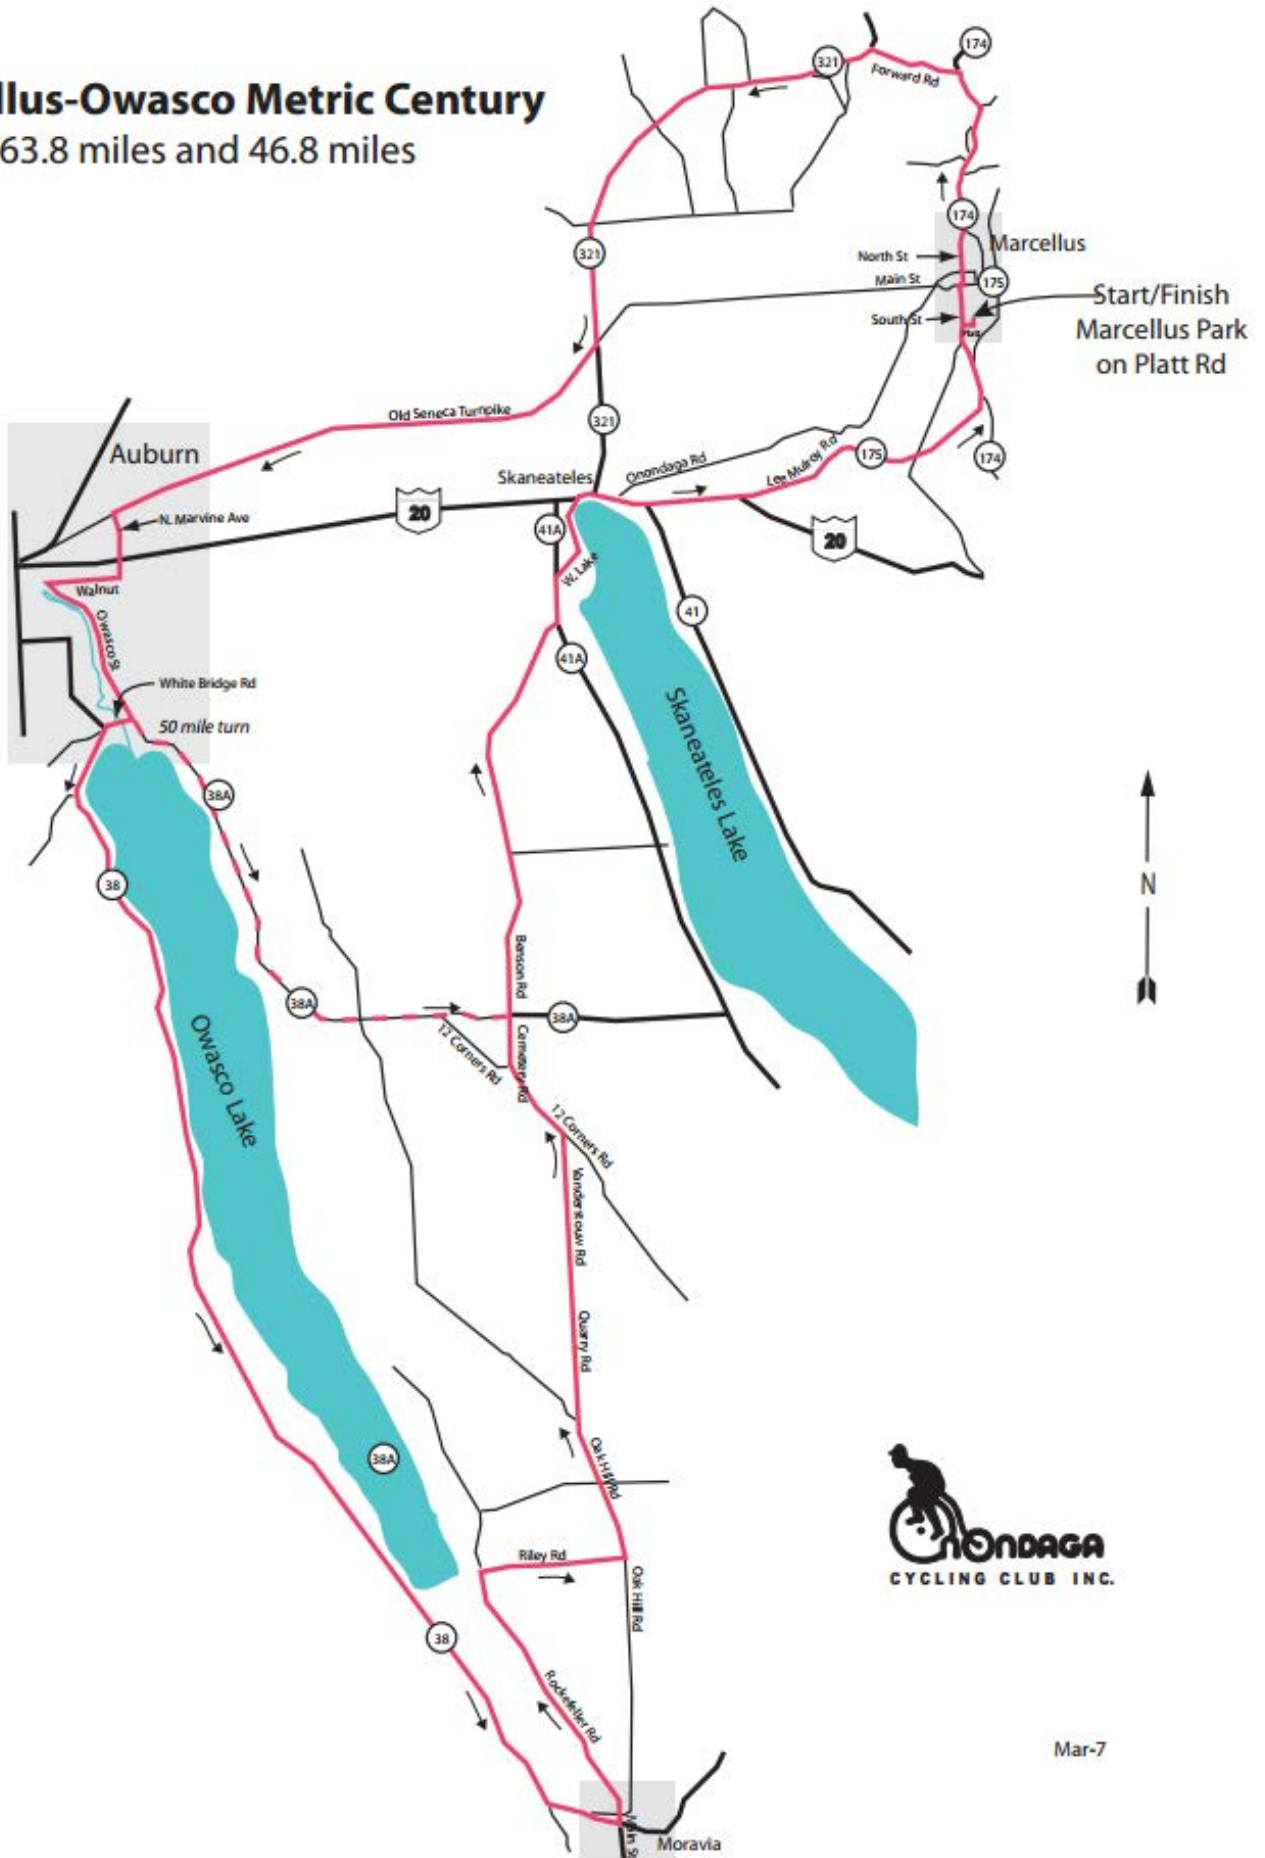 llus-Owasco Metric Century
63.8 miles and 46.8 miles
174
321
Forward Rd
174
Marcellus
North St
321
Main St
175
Start/Finish
South St
Marcellus Park
on Platt Rd
Old Seneca Turnpike
321
Auburn
Onondaga Rd
Lee Mulroy Rd
175
174
Skaneateles
20
N. Marvine Ave
41A
20
W. Lake
Walnut
41
Owasco St
41A
White Bridge Rd
50 mile turn
Skaneateles Lake
38A
38
N
Benson Rd
38A
38A
12 Corners Rd
Cemetery Rd
Owasco Lake
12 Corners Rd
Vanderstouw Rd
Quarry Rd
38A
Oak Hill Rd
ONONDAGA
CYCLING CLUB INC.
Riley Rd
Oak Hill Rd
38
Rockefeller Rd
Mar-7
Main St
Moravia